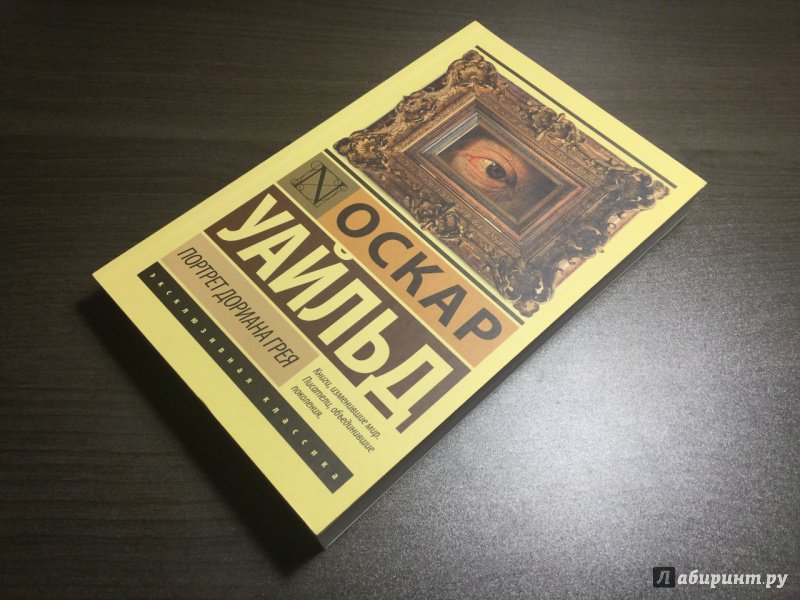 N
ОСКАР
УАЙЛЬД
ПОРТРЕТ ДОРИАНА ГРЕЯ
Книги, изменившие мир.
Писатели, объединившие
поколения.
эксклюзивная классика
Лабиринт.ру